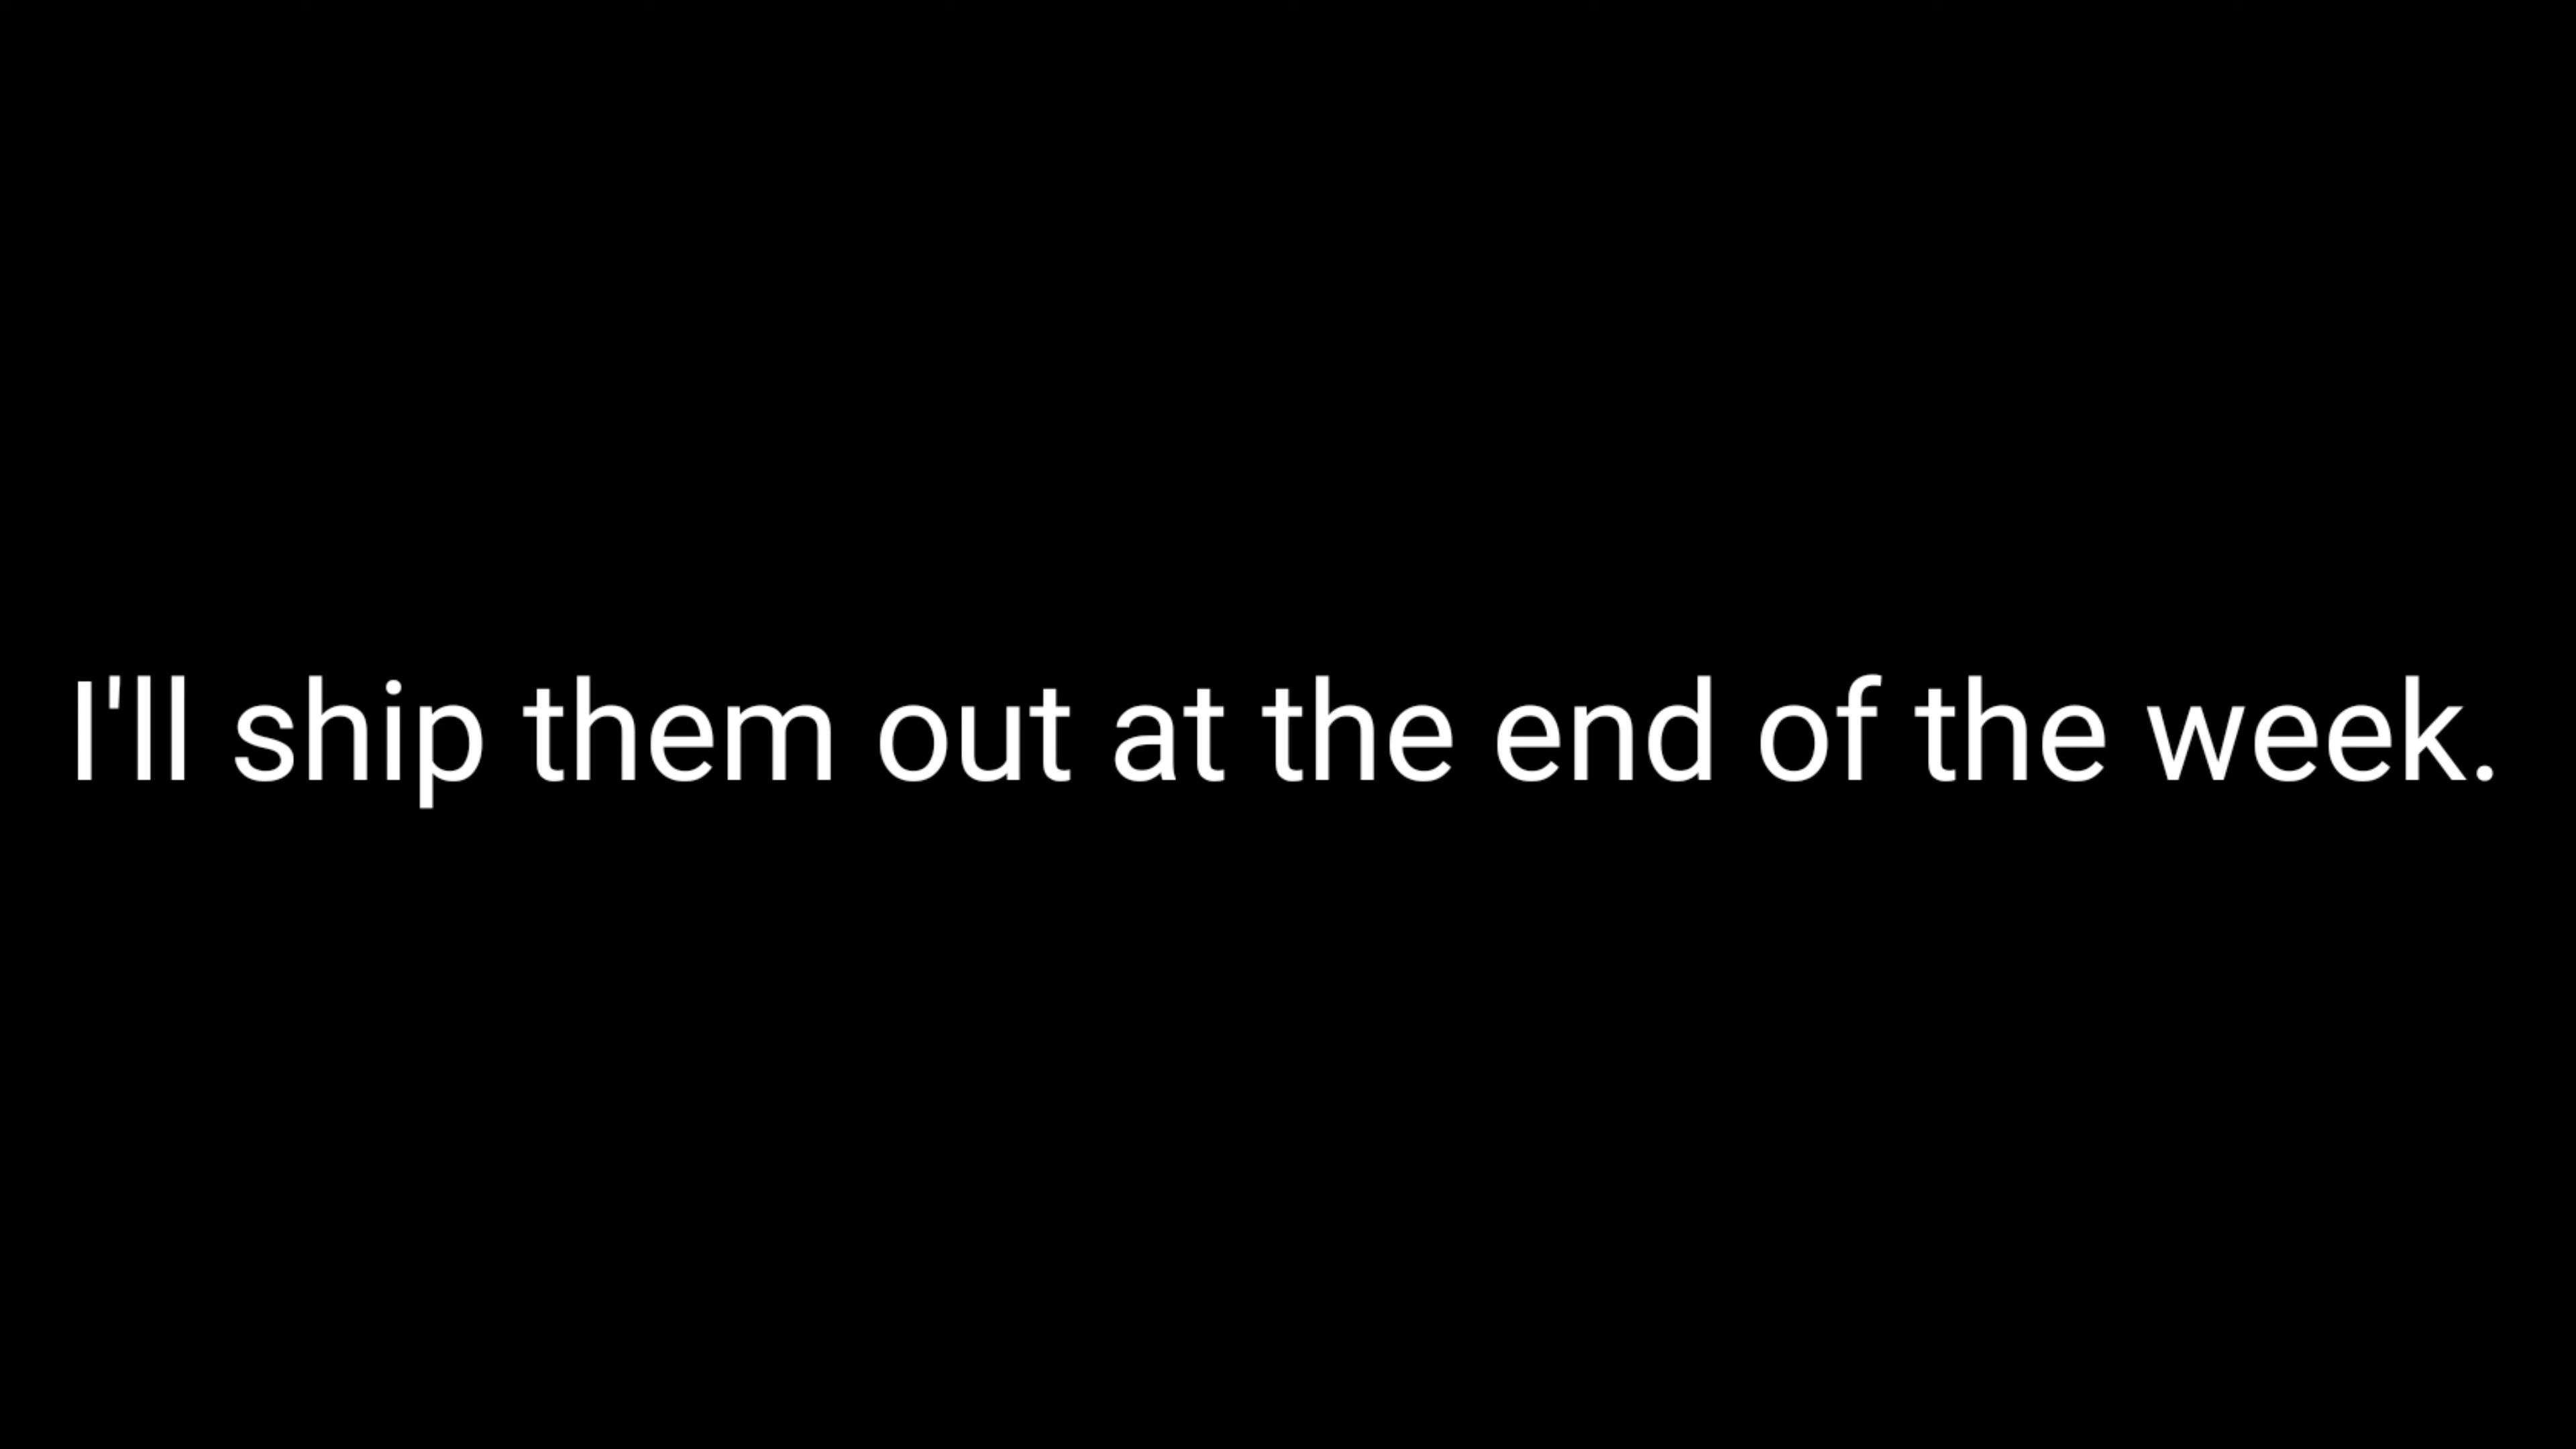 I'll ship them out at the end of the week.